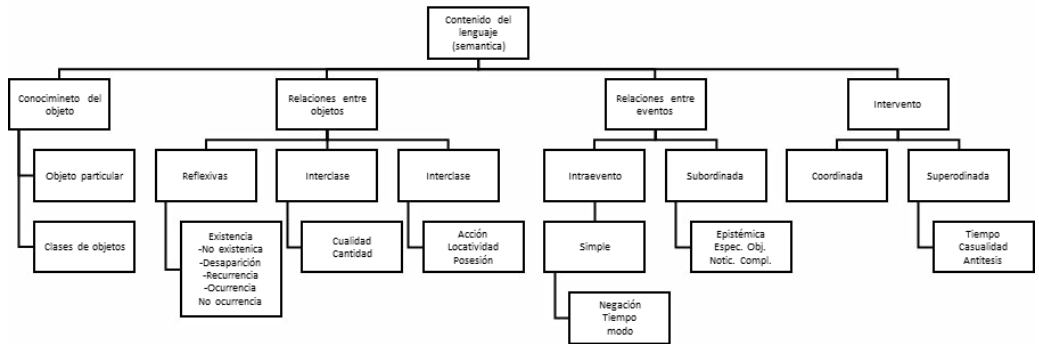 Contenido del
lenguaje
(semantica)
Conocimineto del
objeto
Relaciones entre
objetos
Relaciones entre
eventos
Intervento
Objeto particular
Reflexivas
Interclase
Interclase
Intraevento
Subordinada
Coordinada
Superodinada
Clases de objetos
Existencia
-No existenica
-Desaparición
-Recurrencia
-Ocurrencia
No ocurrencia
Cualidad
Cantidad
Acción
Locatividad
Posesión
Simple
Epistémica
Espec. Obj.
Notic. Compl.
Tiempo
Casualidad
Antitesis
Negación
Tiempo
modo